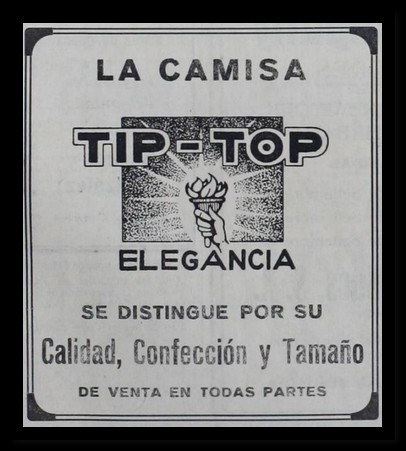 LA CAMISA
TIP-TOP
ELEGANCIA
SE DISTINGUE POR SU
Calidad, Confección y Tamaño
DE VENTA EN TODAS PARTES